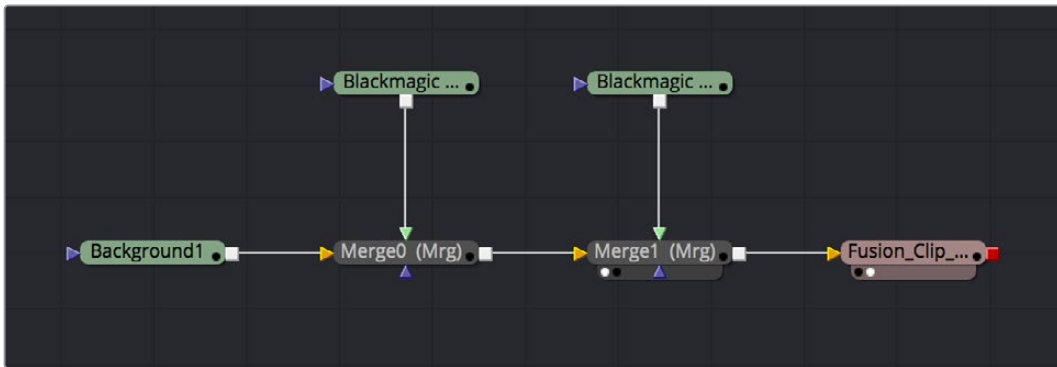 Blackmagic ...
Blackmagic ...
Background1
Merge0 (Mrg)
Merge1 (Mrg)
Fusion_Clip_...